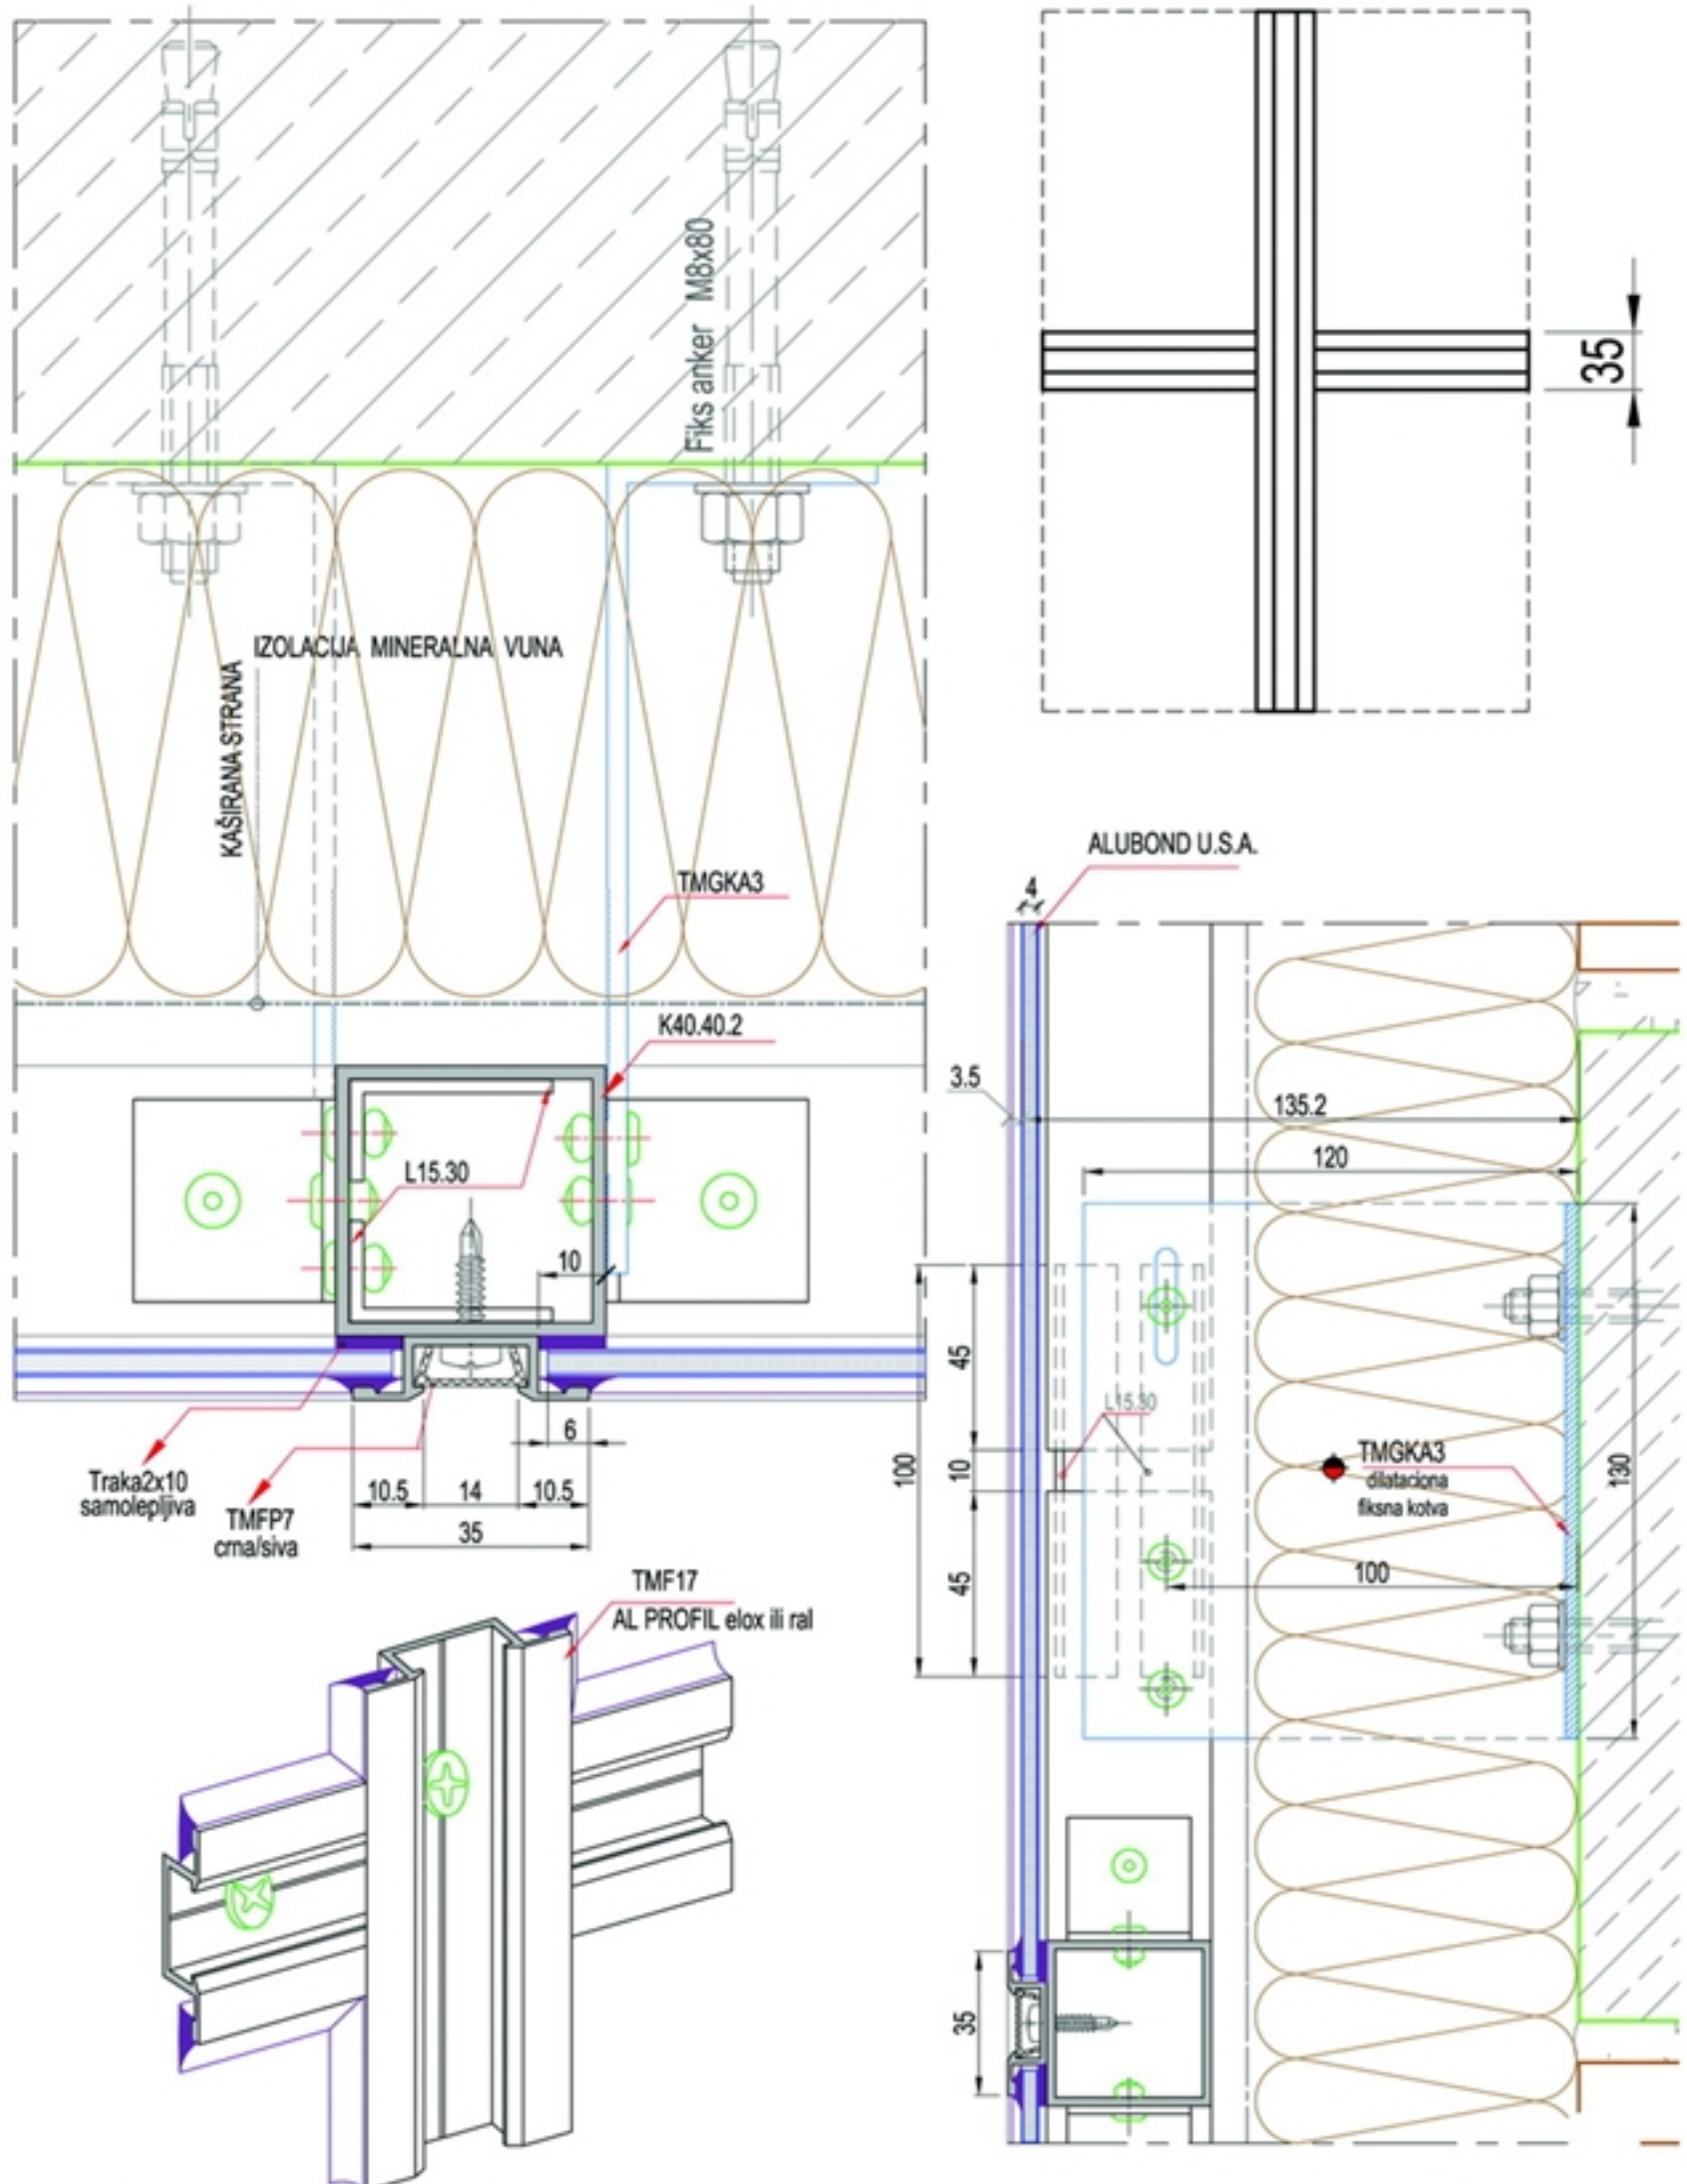 Fiks anker M8x80
35
IZOLACIJA MINERALNA VUNA
KAŠIRANA STRANA
TMGKA3
K40.40.2
L15.30
10
6
10.5
14
10.5
35
Traka2x10
samolepljiva
TMFP7
crna/siva
TMF17
AL PROFIL elox ili ral
ALUBOND U.S.A.
4
3.5
135.2
120
45
100
10
L15.30
TMGKA3
dilataciona
fiksna kotva
130
100
45
35